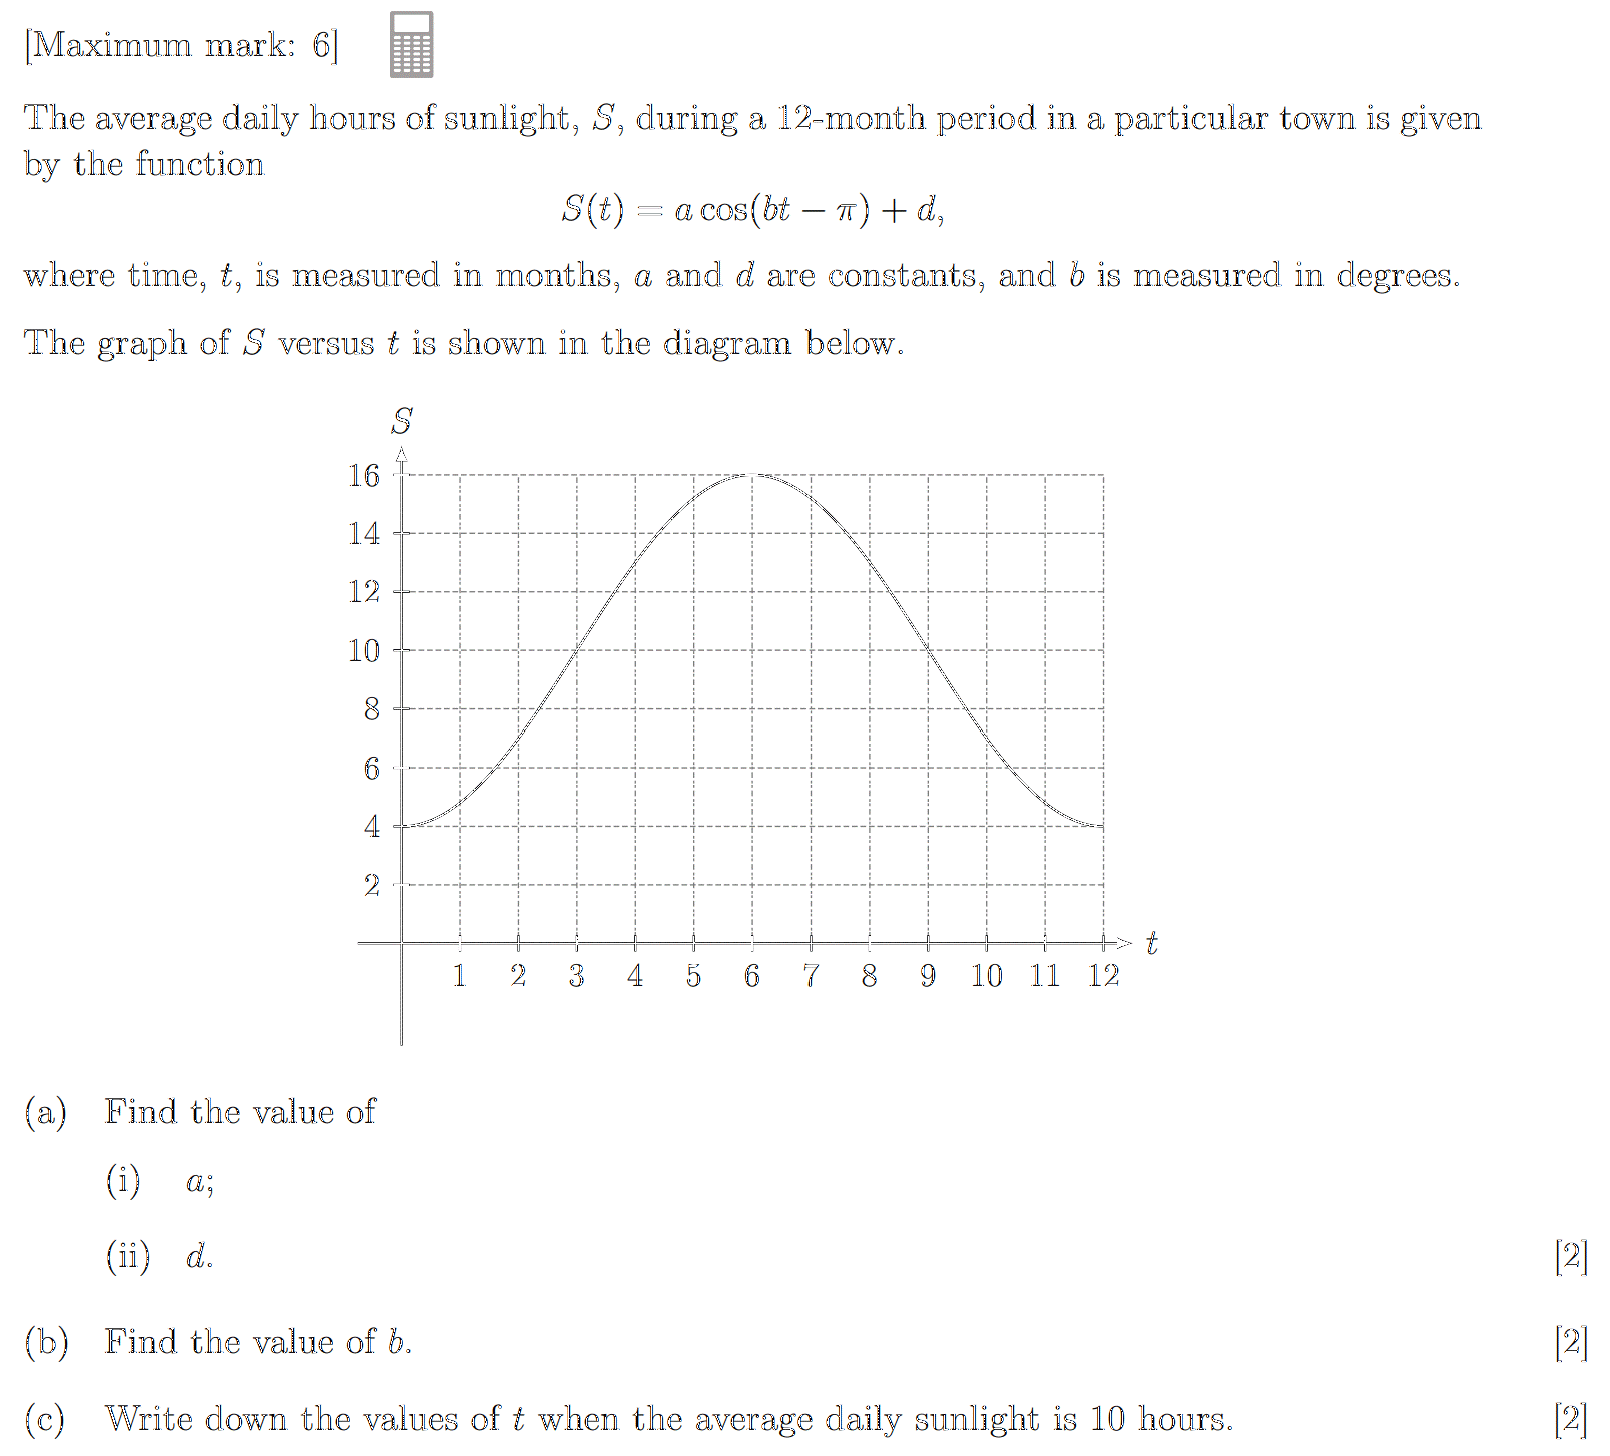 [Maximum mark: 6]
The average daily hours of sunlight, S, during a 12-month period in a particular town is given
by the function
S(t) = a cos(bt − π) + d,
where time, t, is measured in months, a and d are constants, and b is measured in degrees.
The graph of S versus t is shown in the diagram below.
S
16
14
12
10
8
6
4
2
t
1 2 3 4 5 6 7 8 9 10 11 12
(a) Find the value of
(i) a;
(ii) d. [2]
(b) Find the value of b. [2]
(c) Write down the values of t when the average daily sunlight is 10 hours. [2]